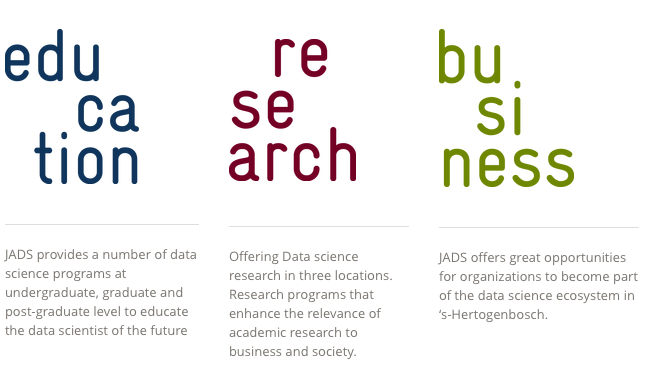 edu
ca
tion
JADS provides a number of data
science programs at
undergraduate, graduate and
post-graduate level to educate
the data scientist of the future
re
se
arch
Offering Data science
research in three locations.
Research programs that
enhance the relevance of
academic research to
business and society.
bu
si
ness
JADS offers great opportunities
for organizations to become part
of the data science ecosystem in
‘s-Hertogenbosch.